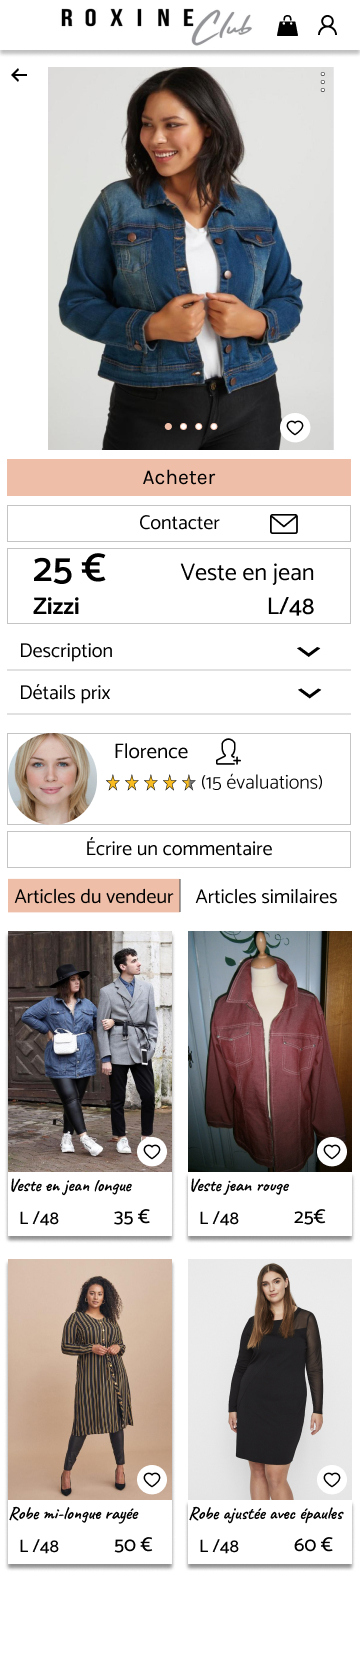 ROXINE Club
Acheter
Contacter
25 € Veste en jean
Zizzi L/48
Description
Détails prix
Florence
(15 évaluations)
Écrire un commentaire
Articles du vendeur Articles similaires
Veste en jean longue Veste jean rouge
L /48 35 € L /48 25€
Robe mi-longue rayée Robe ajustée avec épaules
L /48 50 € L /48 60 €